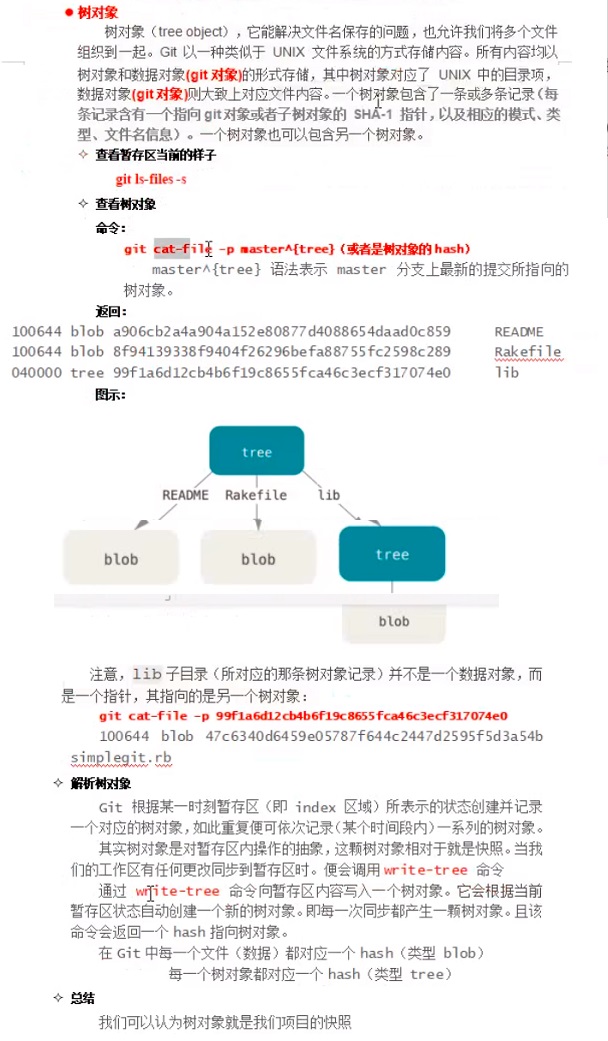 ● 树对象
树对象（tree object），它能解决文件名保存的问题，也允许我们将多个文件
组织到一起。Git 以一种类似于 UNIX 文件系统的方式存储内容。所有内容均以
树对象和数据对象(git 对象)的形式存储，其中树对象对应了 UNIX 中的目录项，
数据对象(git 对象)则大致上对应文件内容。一个树对象包含了一条或多条记录（每
条记录含有一个指向 git 对象或者子树对象的 SHA-1 指针，以及相应的模式、类
型、文件名信息）。一个树对象也可以包含另一个树对象。
✧ 查看暂存区当前的样子
git ls-files -s
✧ 查看树对象
命令：
git cat-file -p master^{tree}（或者是树对象的 hash）
master^{tree} 语法表示 master 分支上最新的提交所指向的
树对象。
返回：
100644 blob a906cb2a4a904a152e80877d4088654daad0c859 README
100644 blob 8f94139338f9404f26296befa88755fc2598c289 Rakefile
040000 tree 99f1a6d12cb4b6f19c8655fca46c3ecf317074e0 lib
图示：
tree
README Rakefile lib
blob blob tree
blob
注意，lib 子目录（所对应的那条树对象记录）并不是一个数据对象，而
是一个指针，其指向的是另一个树对象：
git cat-file -p 99f1a6d12cb4b6f19c8655fca46c3ecf317074e0
100644 blob 47c6340d6459e05787f644c2447d2595f5d3a54b
simplegit.rb
✧ 解析树对象
Git 根据某一时刻暂存区（即 index 区域）所表示的状态创建并记录
一个对应的树对象，如此重复便可依次记录（某个时间段内）一系列的树对象。
其实树对象是对暂存区内操作的抽象，这颗树对象相对于就是快照。当我
们的工作区有任何更改同步到暂存区时。便会调用 write-tree 命令
通过 write-tree 命令向暂存区内容写入一个树对象。它会根据当前
暂存区状态自动创建一个新的树对象。即每一次同步都产生一颗树对象。且该
命令会返回一个 hash 指向树对象。
在 Git 中每一个文件（数据）都对应一个 hash（类型 blob）
每一个树对象都对应一个 hash（类型 tree）
✧ 总结
我们可以认为树对象就是我们项目的快照